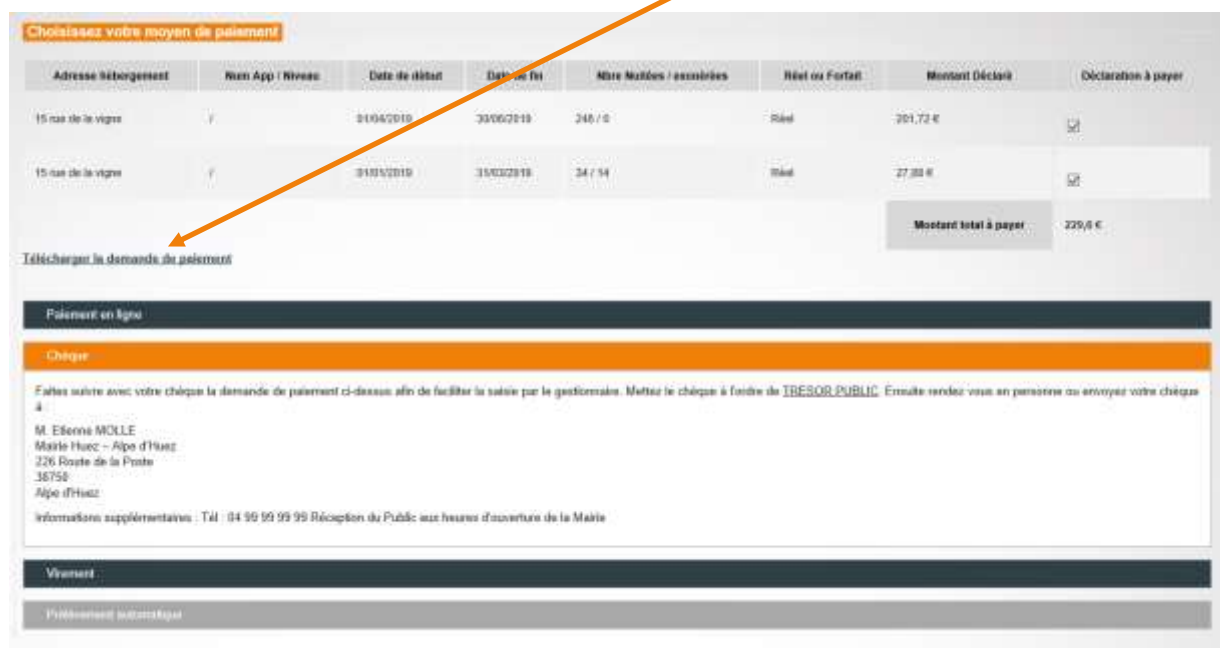 Choisissez votre moyen de paiement
Adresse hébergement Num App / Niveau Date de début Date de fin Nbre Nuitées / exonérées Réel ou Forfait Montant Déclaré Déclaration à payer
15 rue de la vigne / 01/04/2019 30/06/2019 248 / 0 Réel 201,72 €
15 rue de la vigne / 01/01/2019 31/03/2019 34 / 14 Réel 27,88 €
Montant total à payer 229,6 €
Télécharger la demande de paiement
Paiement en ligne
Chèque
Faites suivre avec votre chèque la demande de paiement ci-dessus afin de faciliter la saisie par le gestionnaire. Mettez le chèque à l'ordre de TRESOR PUBLIC. Ensuite rendez vous en personne ou envoyez votre chèque
à :
M. Etienne MOLLE
Mairie Huez – Alpe d'Huez
226 Route de la Poste
38750
Alpe d'Huez
Informations supplémentaires : Tél : 04 99 99 99 99 Réception du Public aux heures d'ouverture de la Mairie
Virement
Prélèvement automatique